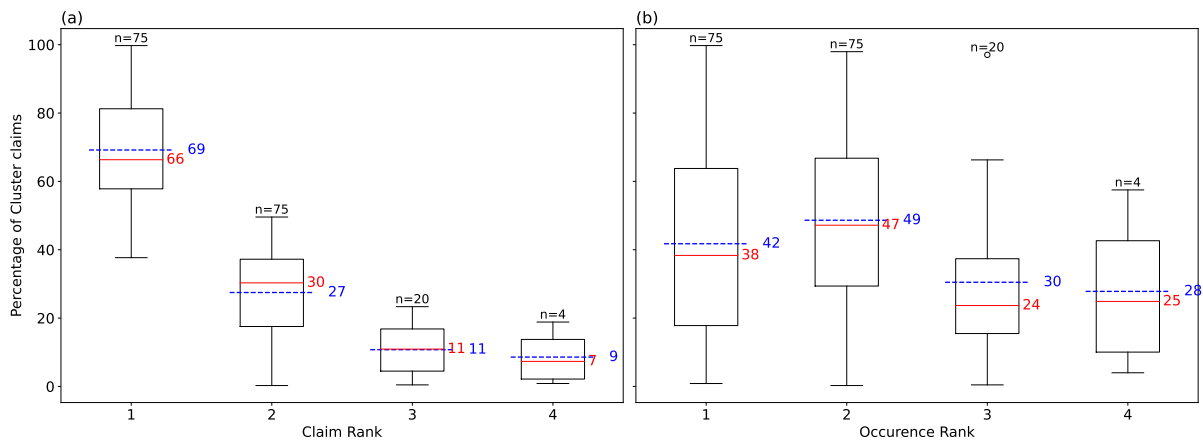 (a)
(b)
Percentage of Cluster claims
100
80
60
40
20
0
n=75
69
66
n=75
30
27
n=20
11
11
n=4
9
7
1
2
3
4
Claim Rank
n=75
42
38
n=75
49
47
n=20
30
24
n=4
28
25
1
2
3
4
Occurence Rank